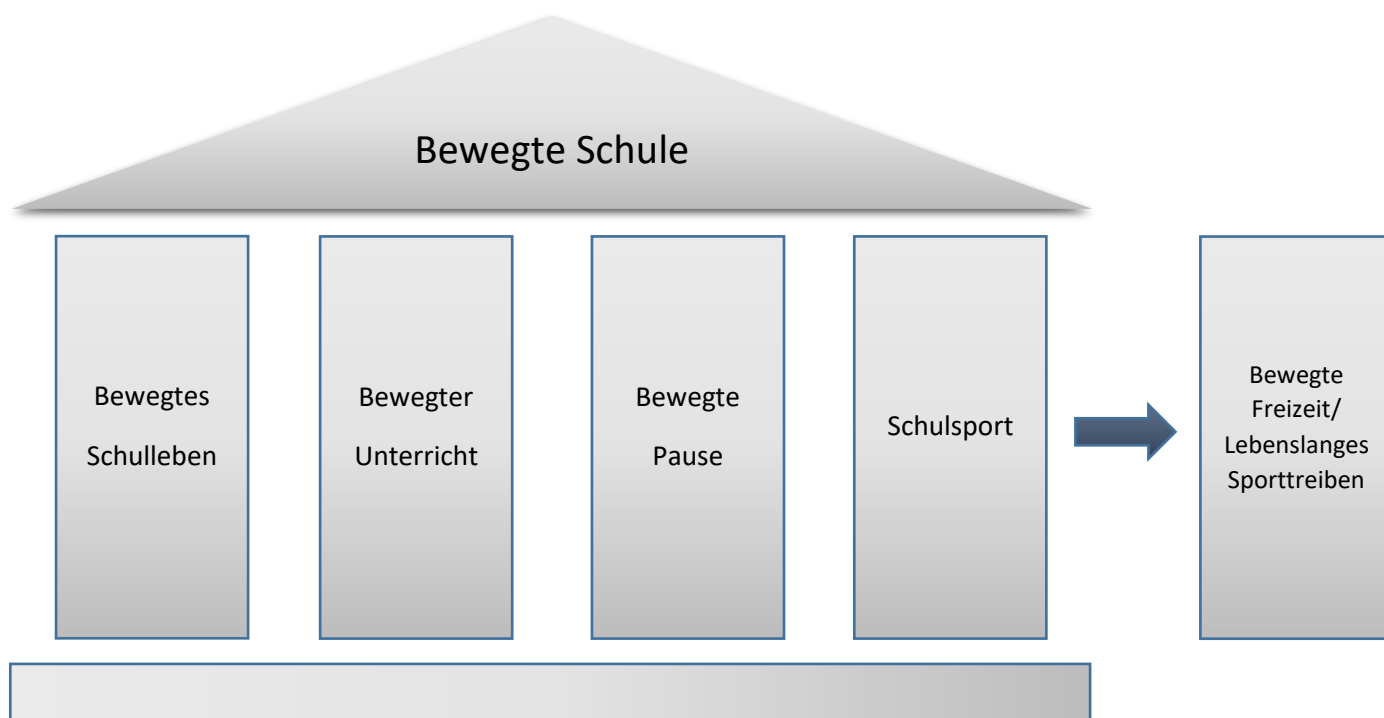 Bewegte Schule
Bewegtes
Schulleben
Bewegter
Unterricht
Bewegte
Pause
Schulsport
Bewegte
Freizeit/
Lebenslanges
Sporttreiben